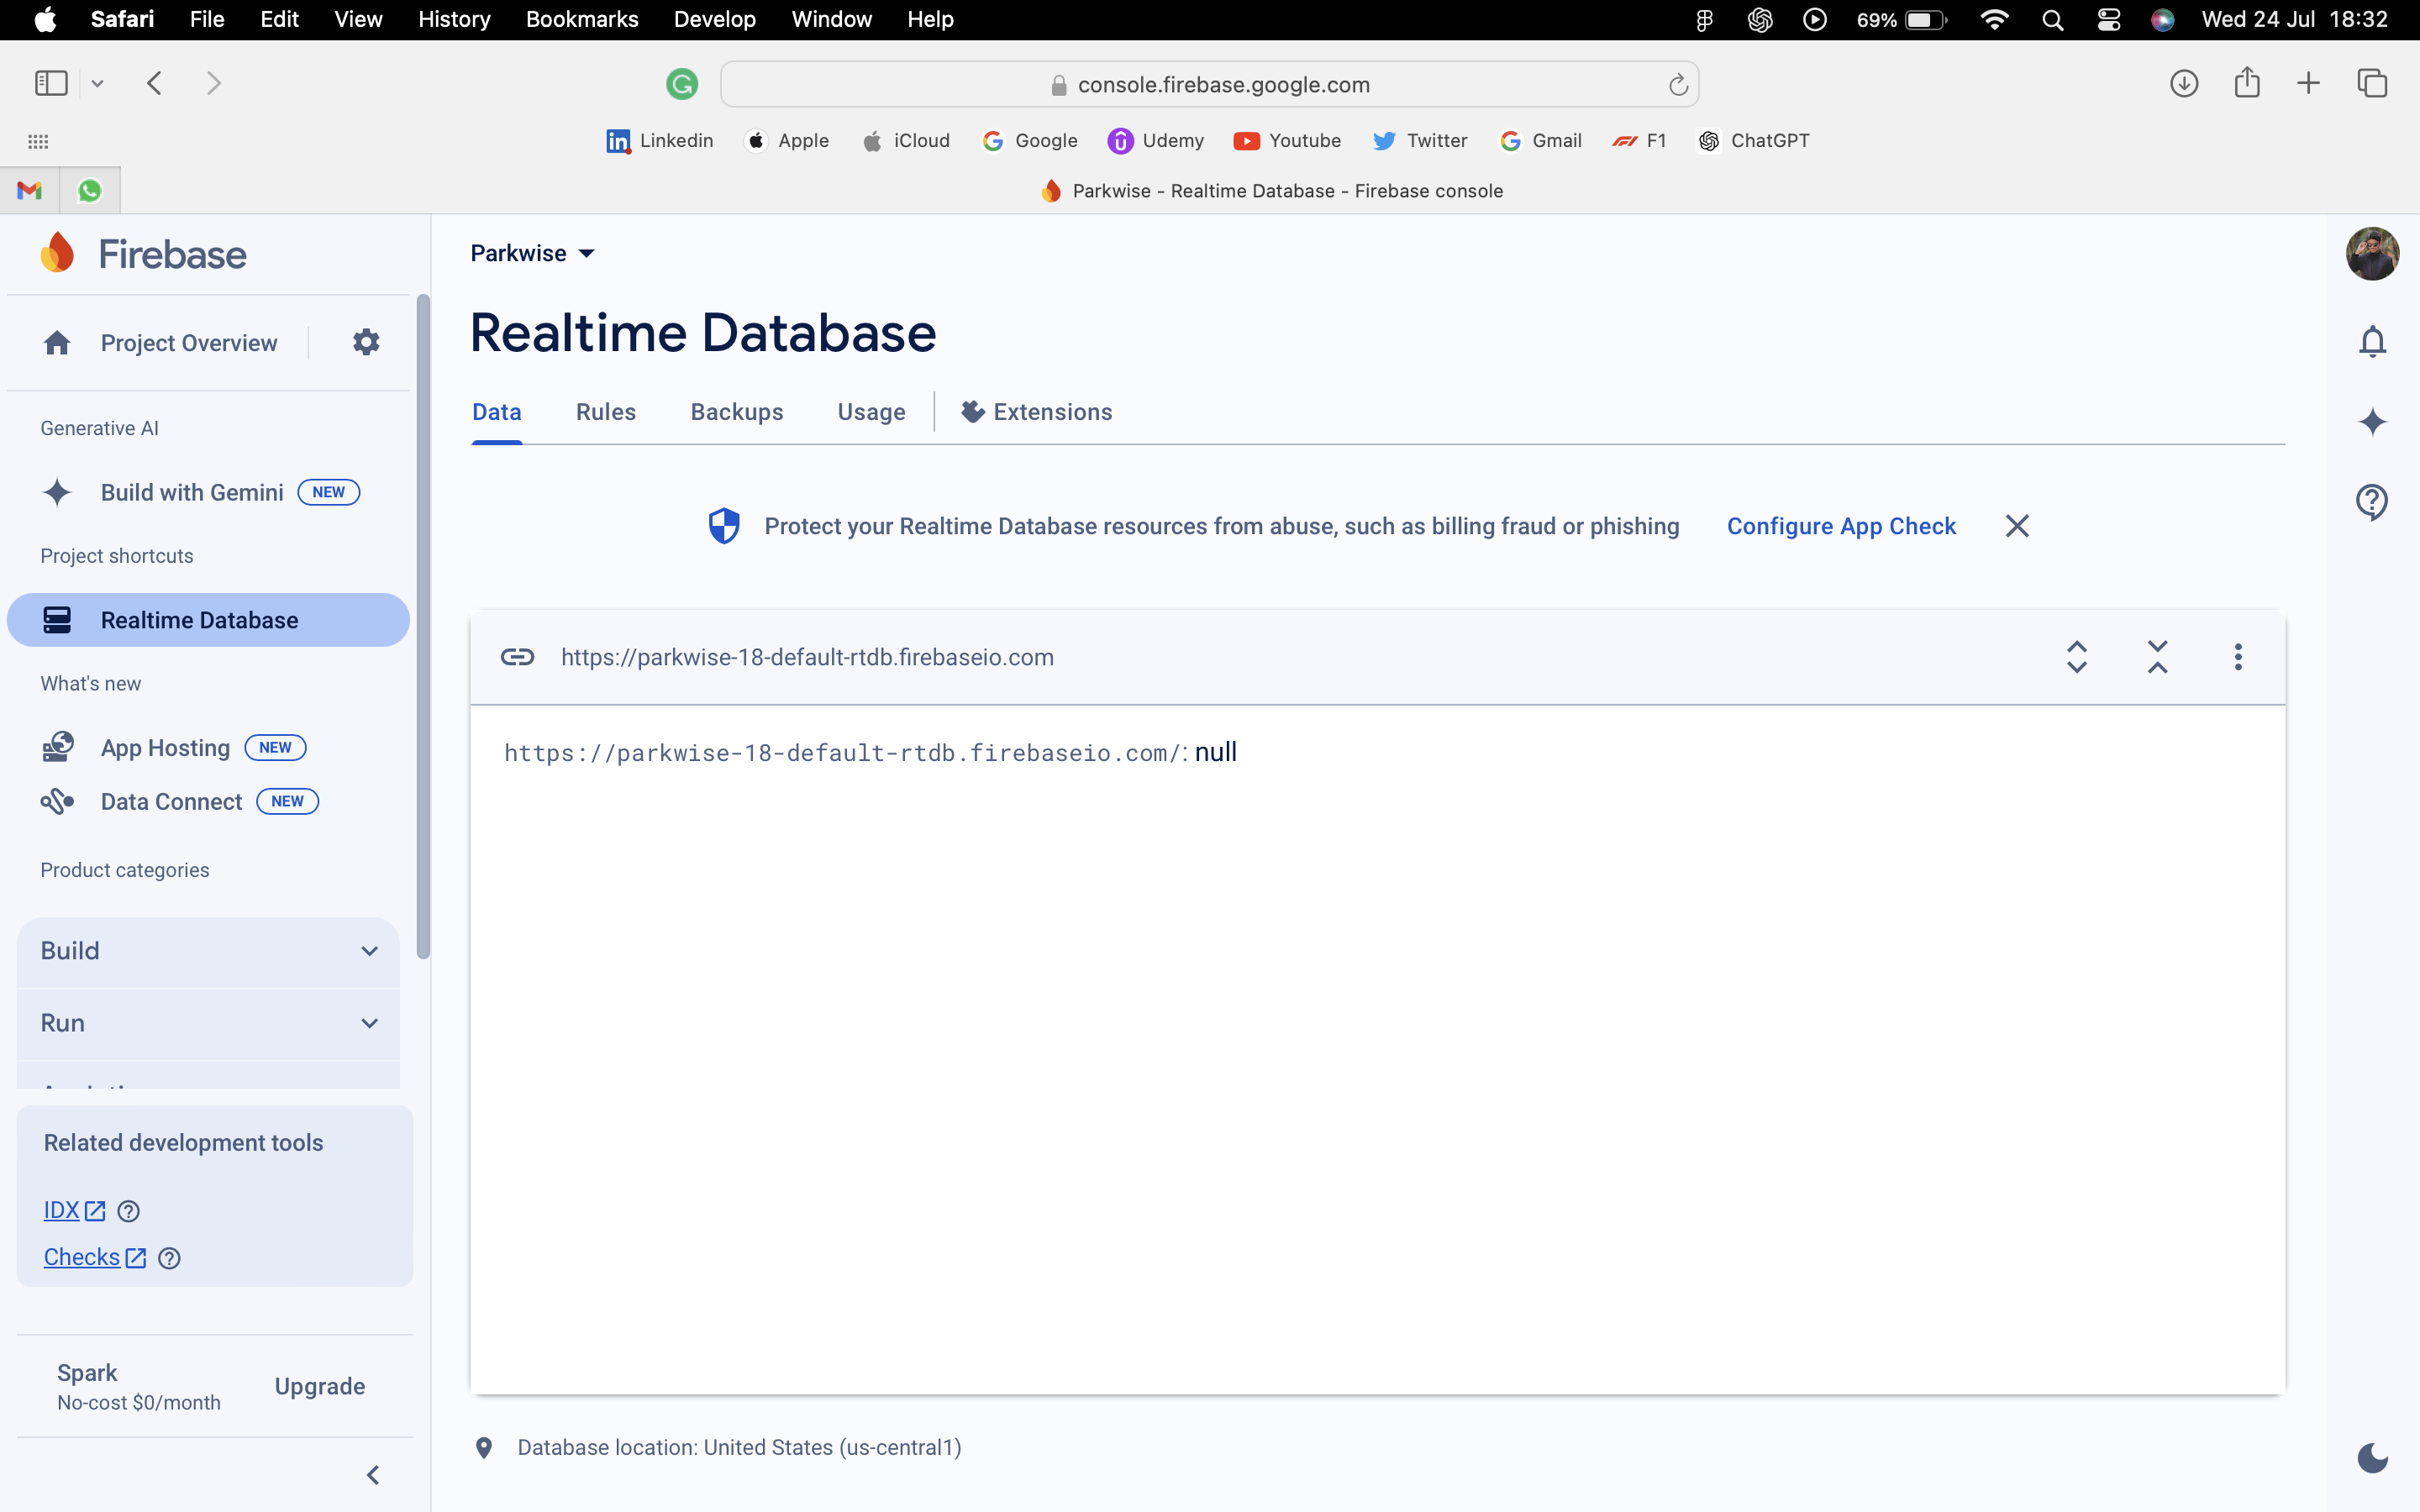 Safari File Edit View History Bookmarks Develop Window Help 69% Wed 24 Jul 18:32
console.firebase.google.com
Linkedin Apple iCloud Google Udemy Youtube Twitter Gmail F1 ChatGPT
Parkwise - Realtime Database - Firebase console
Firebase
Project Overview
Generative AI
Build with Gemini NEW
Project shortcuts
Realtime Database
What's new
App Hosting NEW
Data Connect NEW
Product categories
Build
Run
Related development tools
IDX
Checks
Spark
No-cost $0/month
Upgrade
Parkwise
Realtime Database
Data Rules Backups Usage Extensions
Protect your Realtime Database resources from abuse, such as billing fraud or phishing Configure App Check
https://parkwise-18-default-rtdb.firebaseio.com
https://parkwise-18-default-rtdb.firebaseio.com/: null
Database location: United States (us-central1)